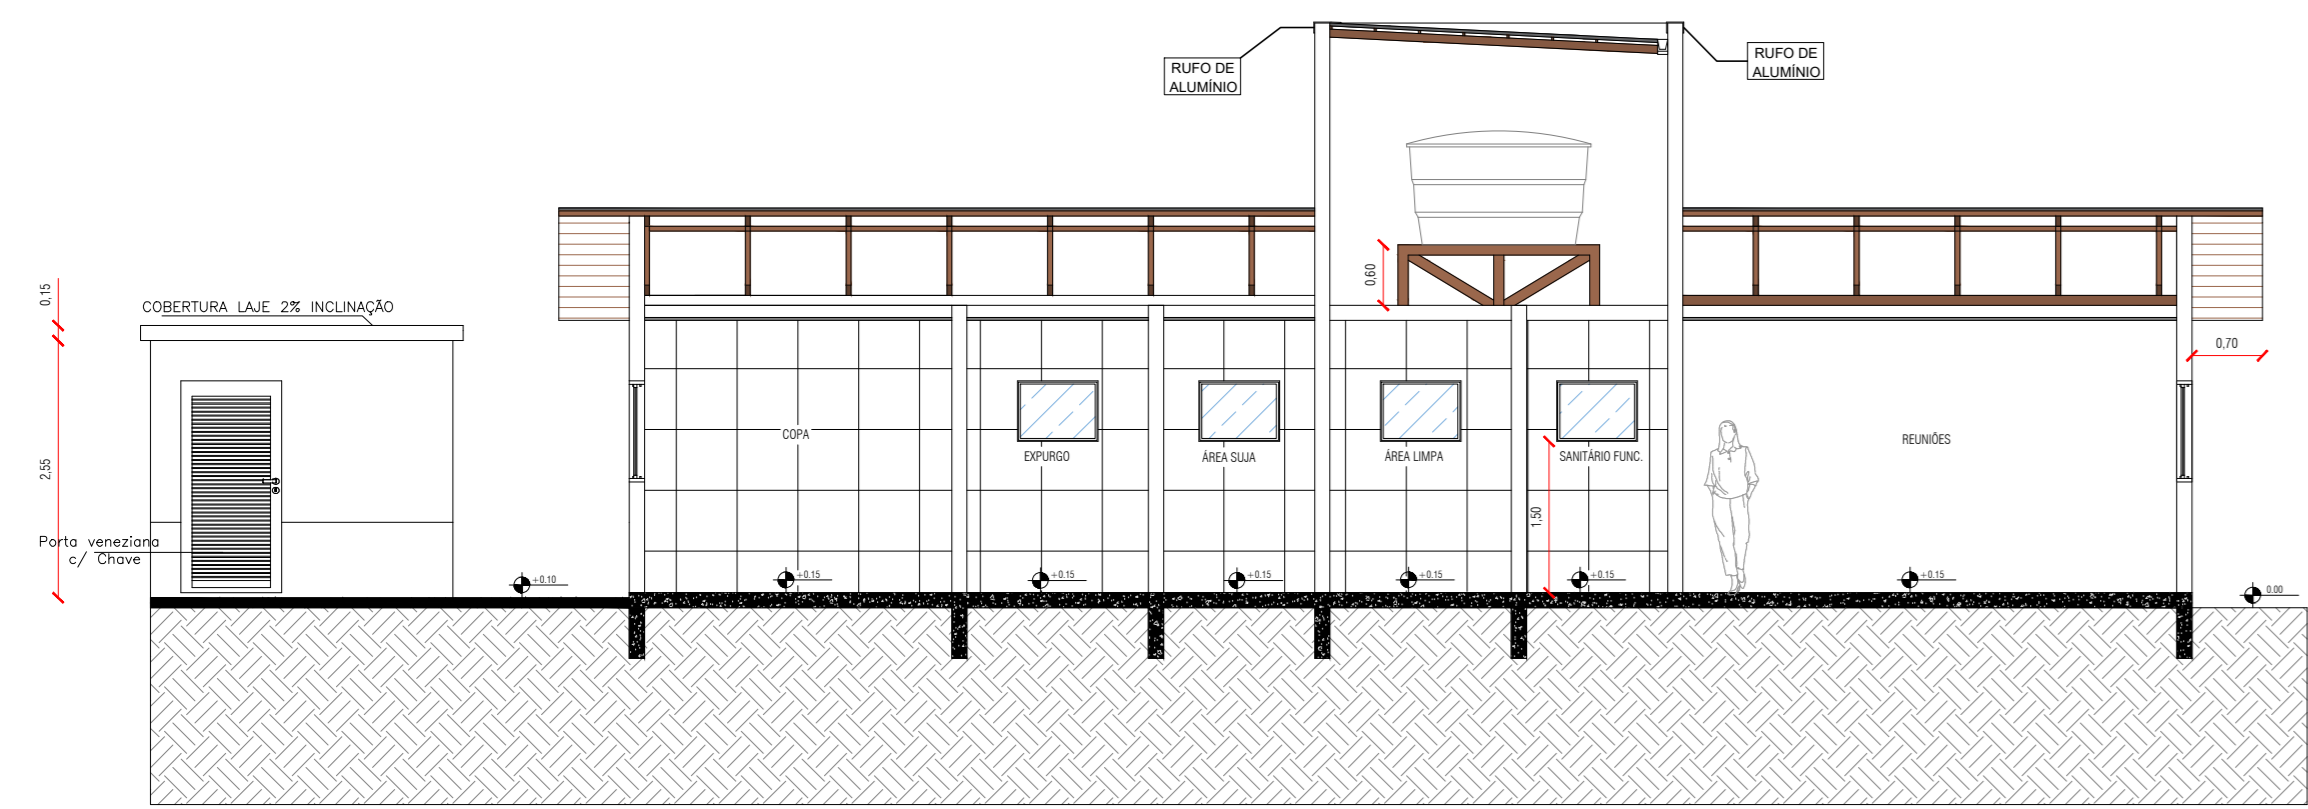 RUFO DE
ALUMÍNIO
RUFO DE
ALUMÍNIO
0,60
0,15
COBERTURA LAJE 2% INCLINAÇÃO
0,70
COPA
EXPURGO
ÁREA SUJA
ÁREA LIMPA
SANITÁRIO FUNC.
REUNIÕES
2,55
1,50
Porta veneziana
c/ Chave
+0.10
+0.15
+0.15
+0.15
+0.15
+0.15
+0.15
0.00